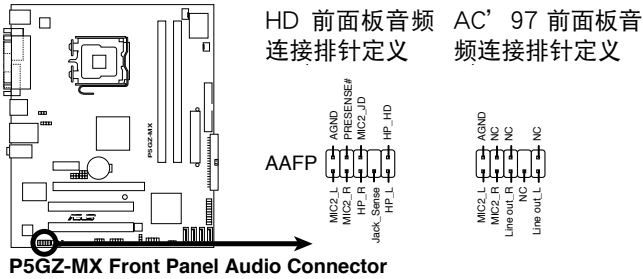 HD 前面板音频
连接排针定义
AC’97 前面板音
频连接排针定义
P5GZ-MX
ASUS
AAFP
AGND
PRESENSE#
MIC2_JD
HP_HD
MIC2_L
MIC2_R
HP_R
Jack_Sense
HP_L
AGND
NC
NC
NC
MIC2_L
MIC2_R
Line out_R
NC
Line out_L
P5GZ-MX Front Panel Audio Connector